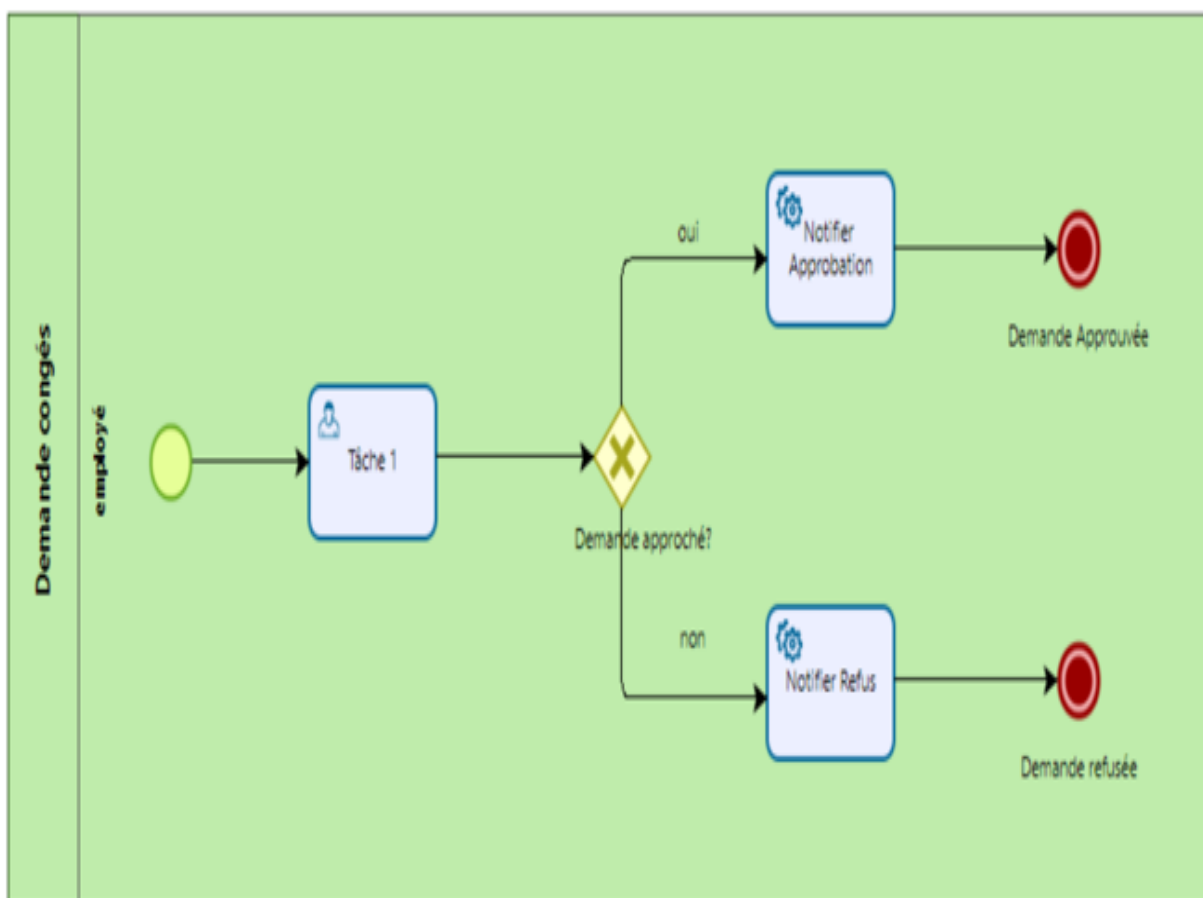 Demande congés
employé
Tâche 1
Demande approché?
oui
Notifier
Approbation
Demande Approuvée
non
Notifier Refus
Demande refusée